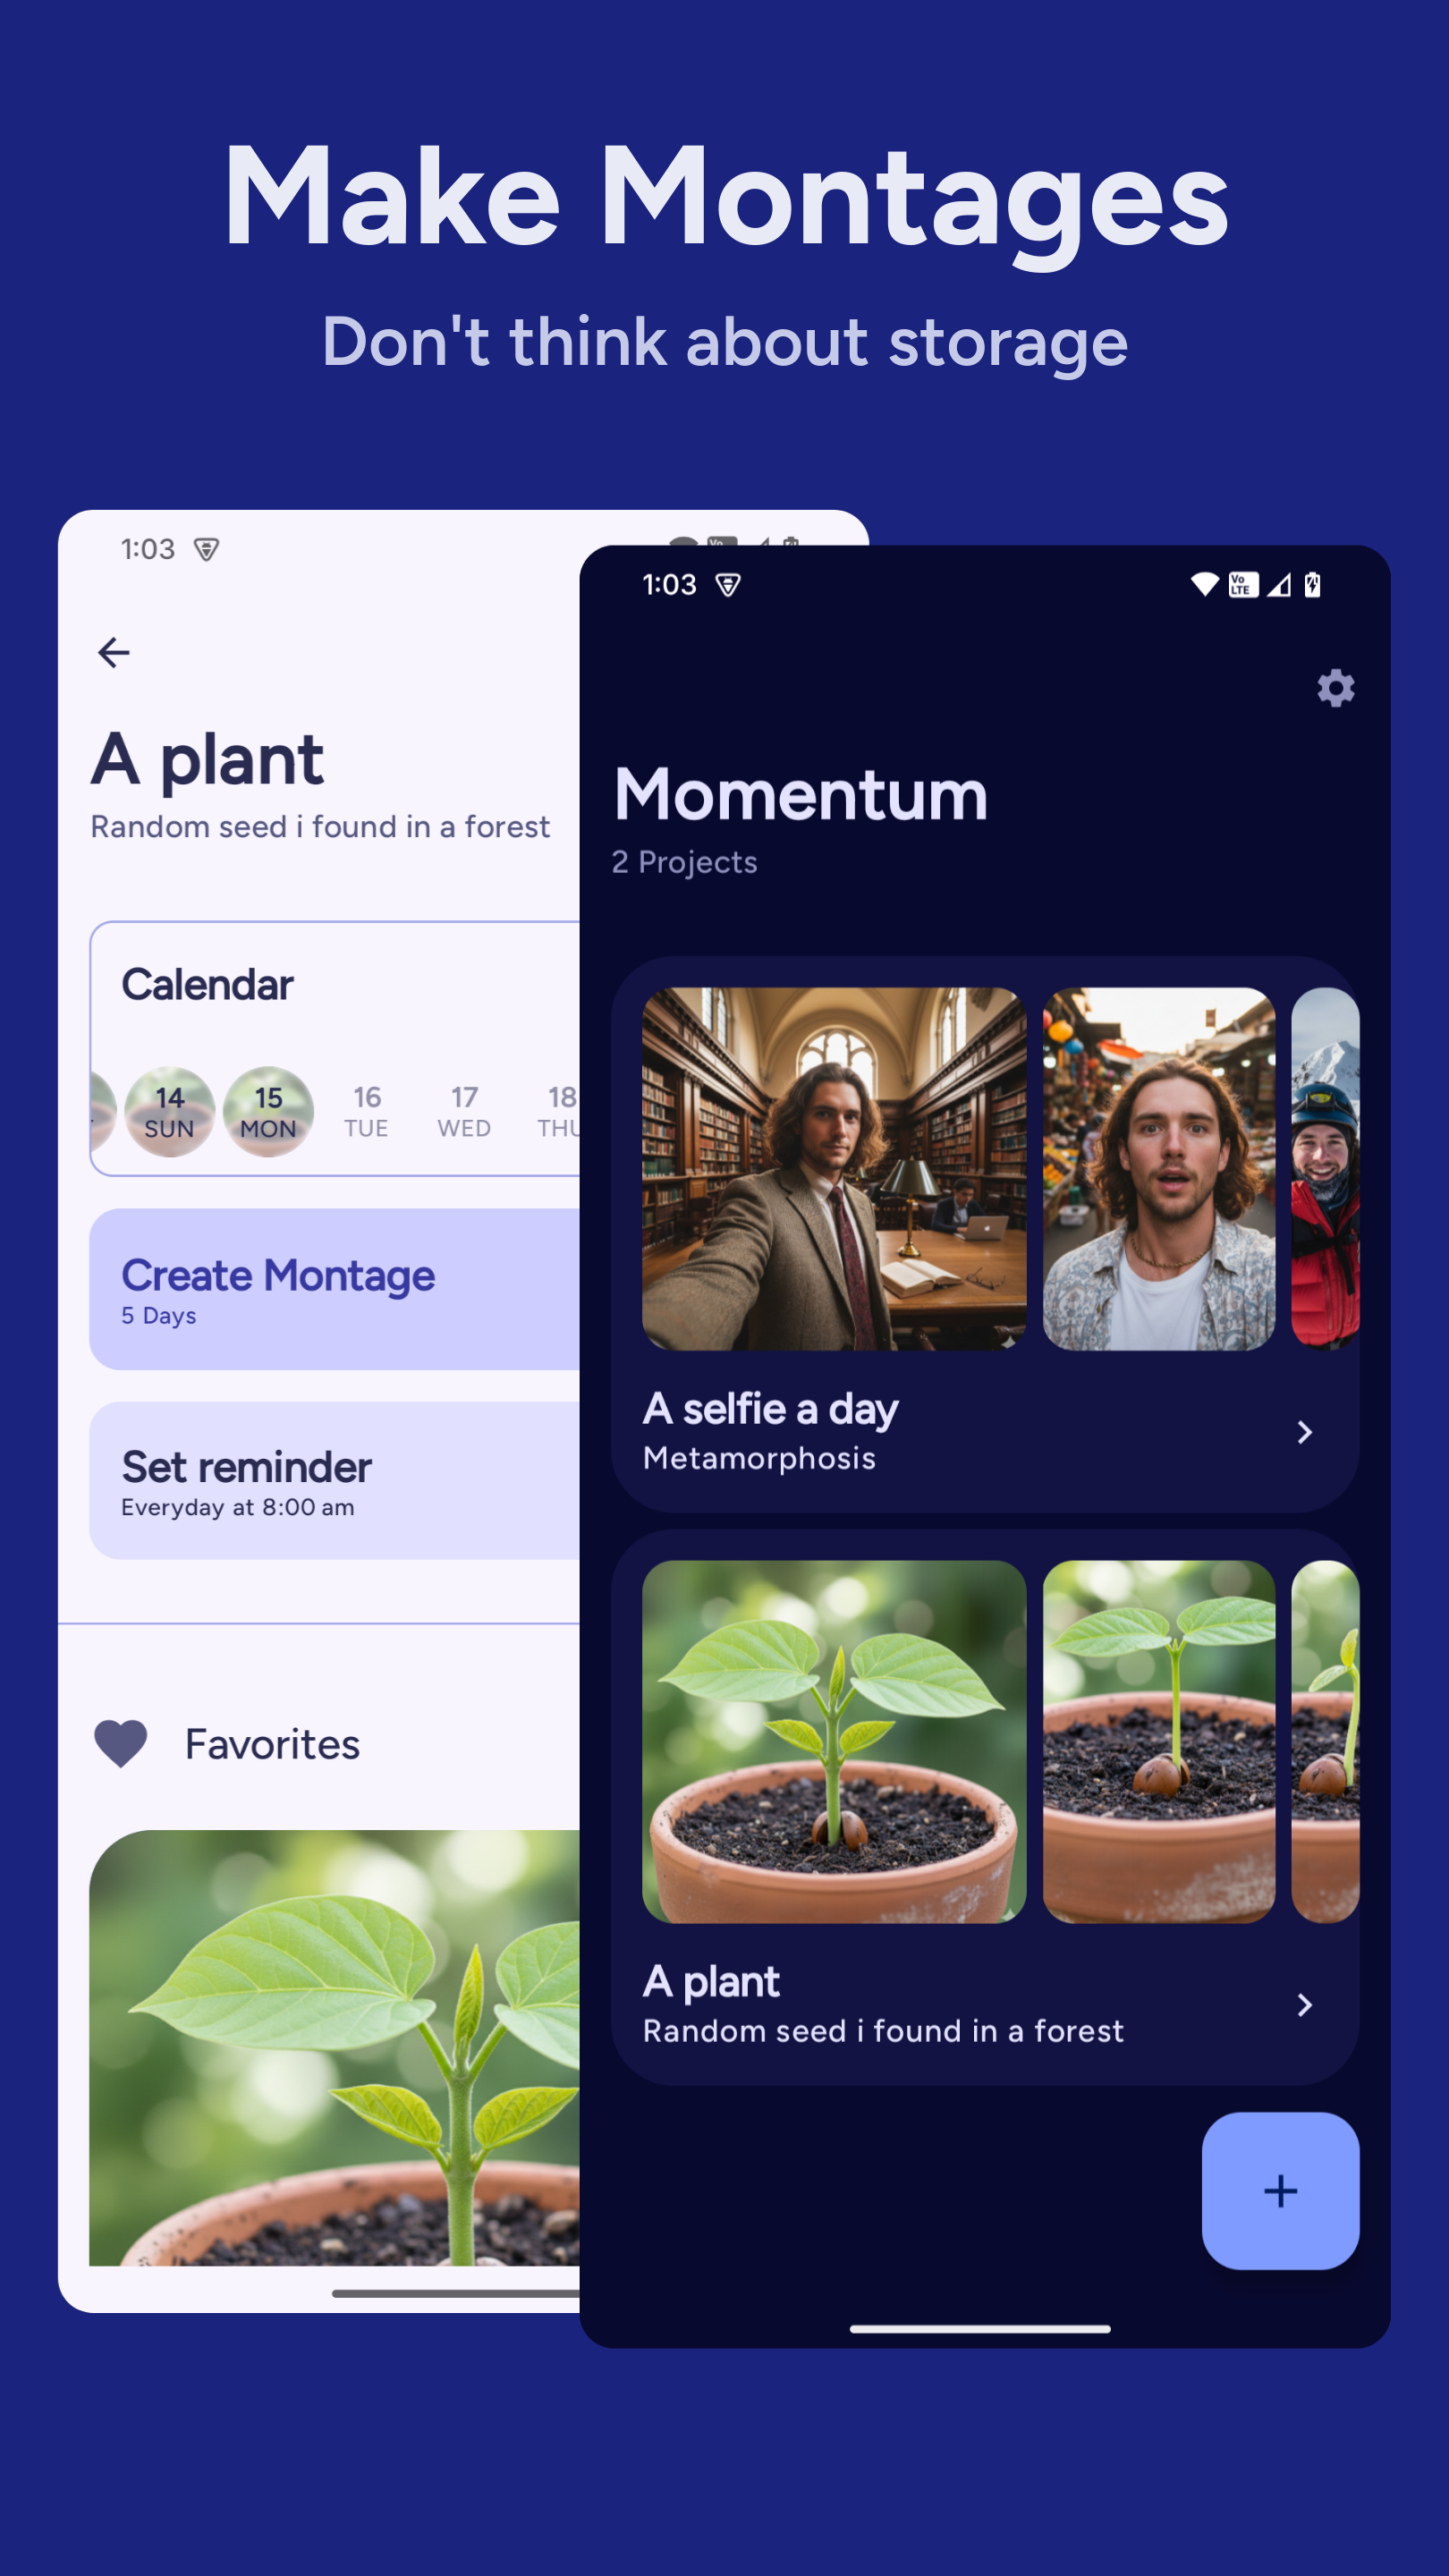 Make Montages
Don't think about storage
1:03
A plant
Random seed i found in a forest
Calendar
14 15 16 17 18
SUN MON TUE WED THU
Create Montage
5 Days
Set reminder
Everyday at 8:00 am
Favorites
1:03 Vo LTE
Momentum
2 Projects
A selfie a day
Metamorphosis
A plant
Random seed i found in a forest